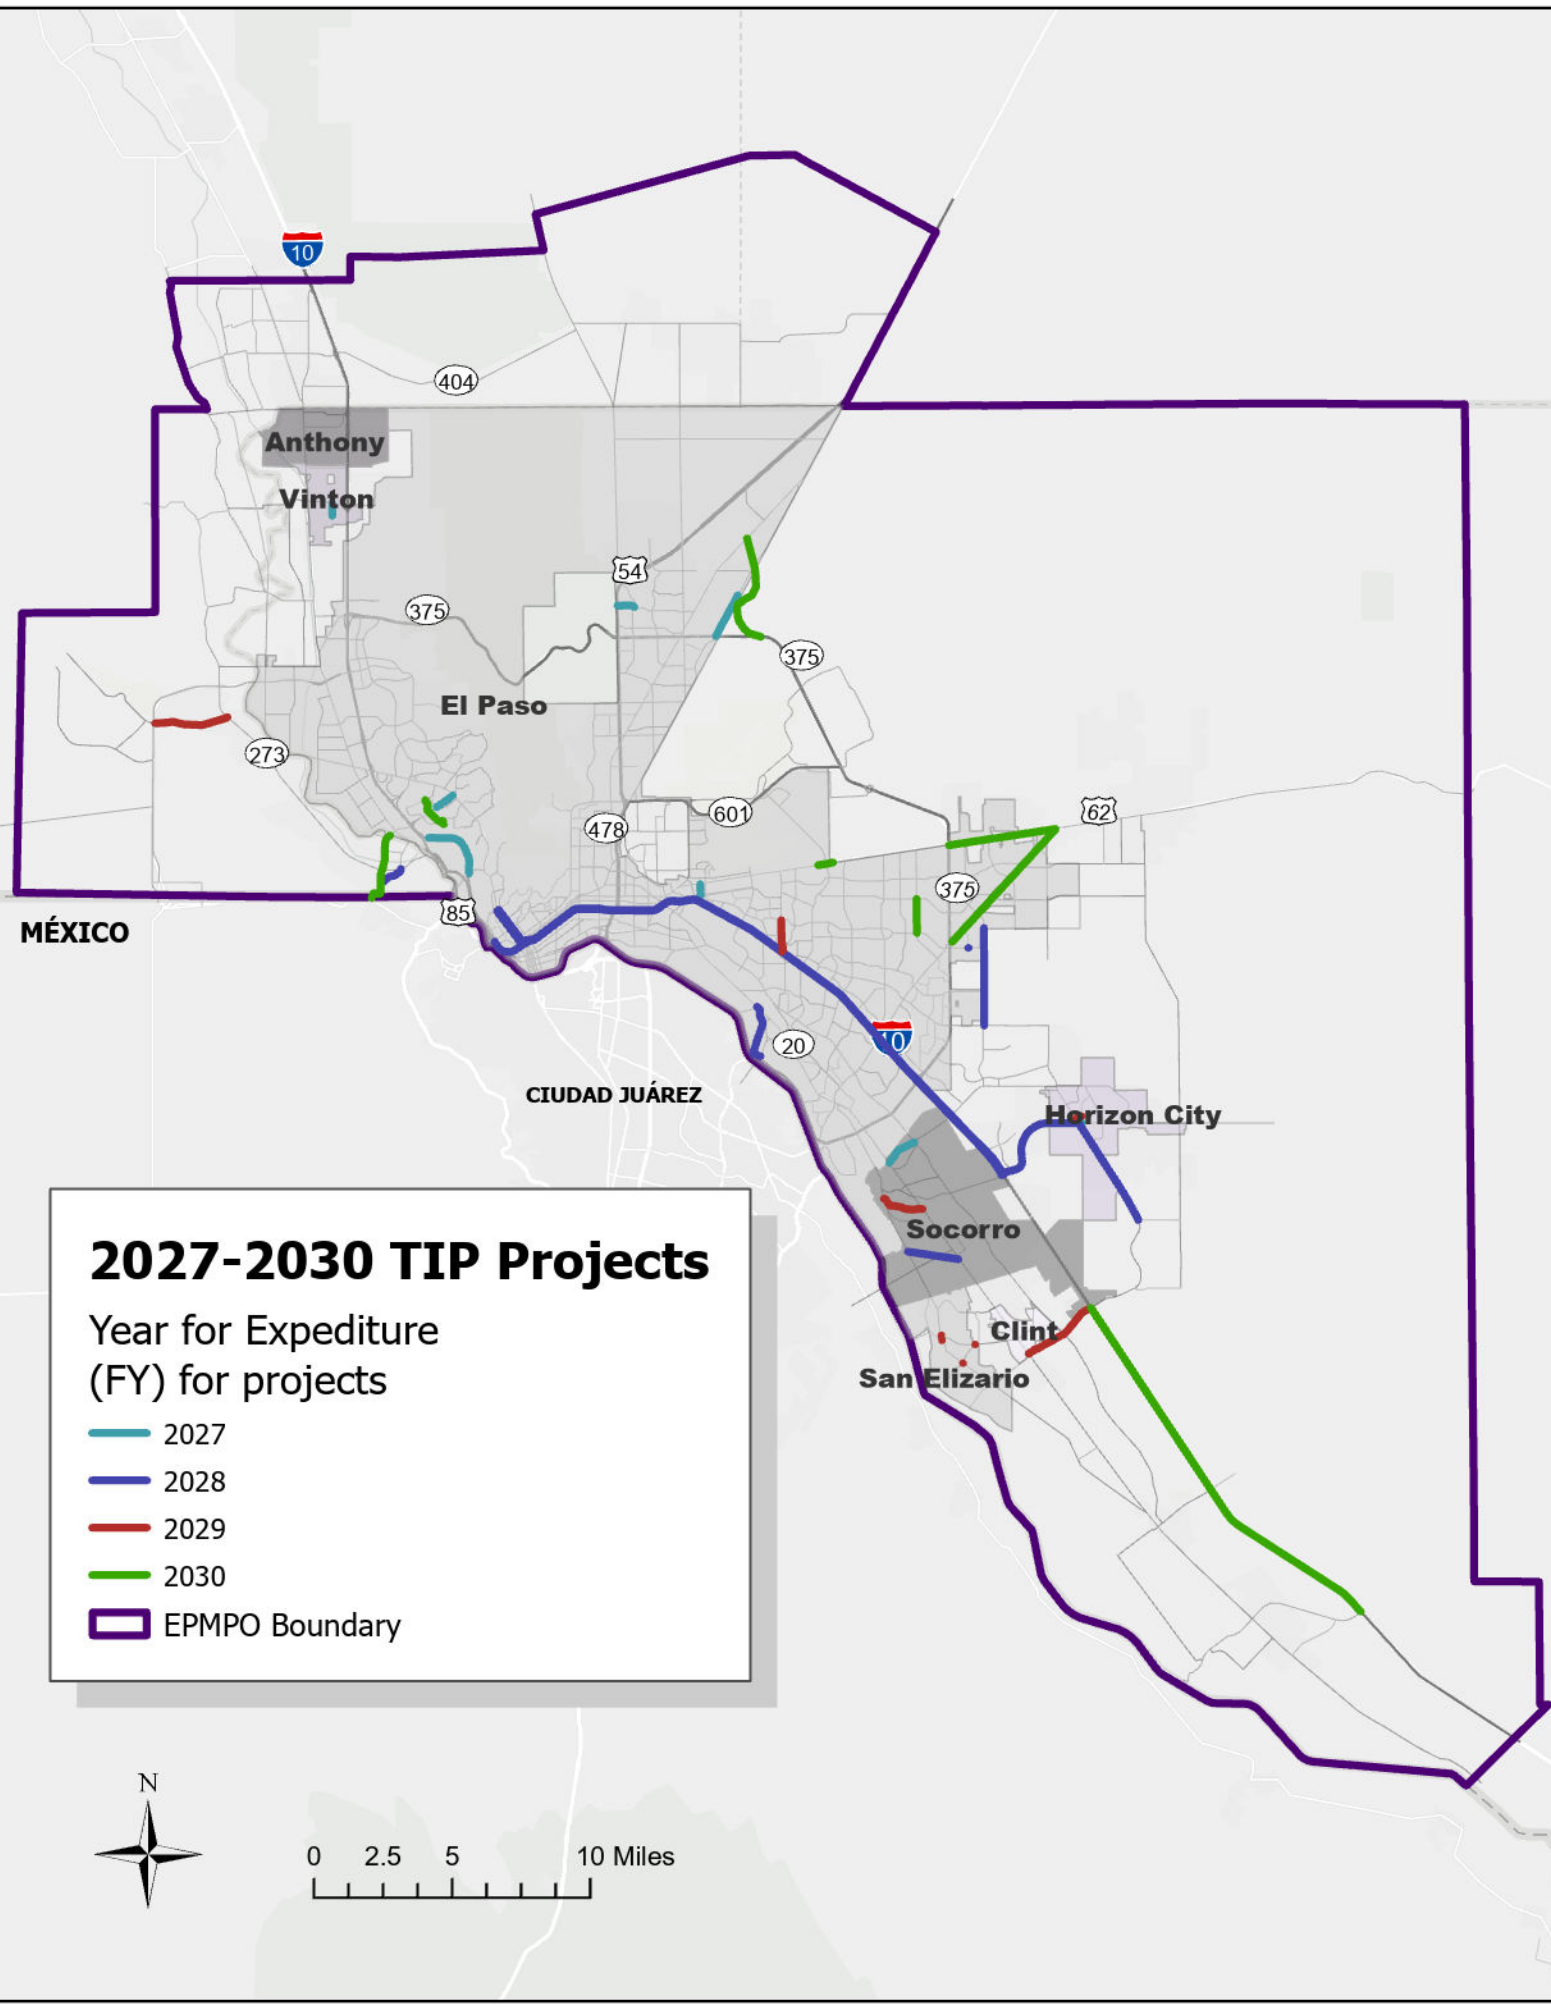 10
404
Anthony
Vinton
54
375
375
El Paso
273
62
601
478
375
85
MÉXICO
10
20
CIUDAD JUÁREZ
Horizon City
Socorro
Clint
San Elizario
2027-2030 TIP Projects
Year for Expediture
(FY) for projects
2027
2028
2029
2030
EPMPO Boundary
N
0 2.5 5 10 Miles